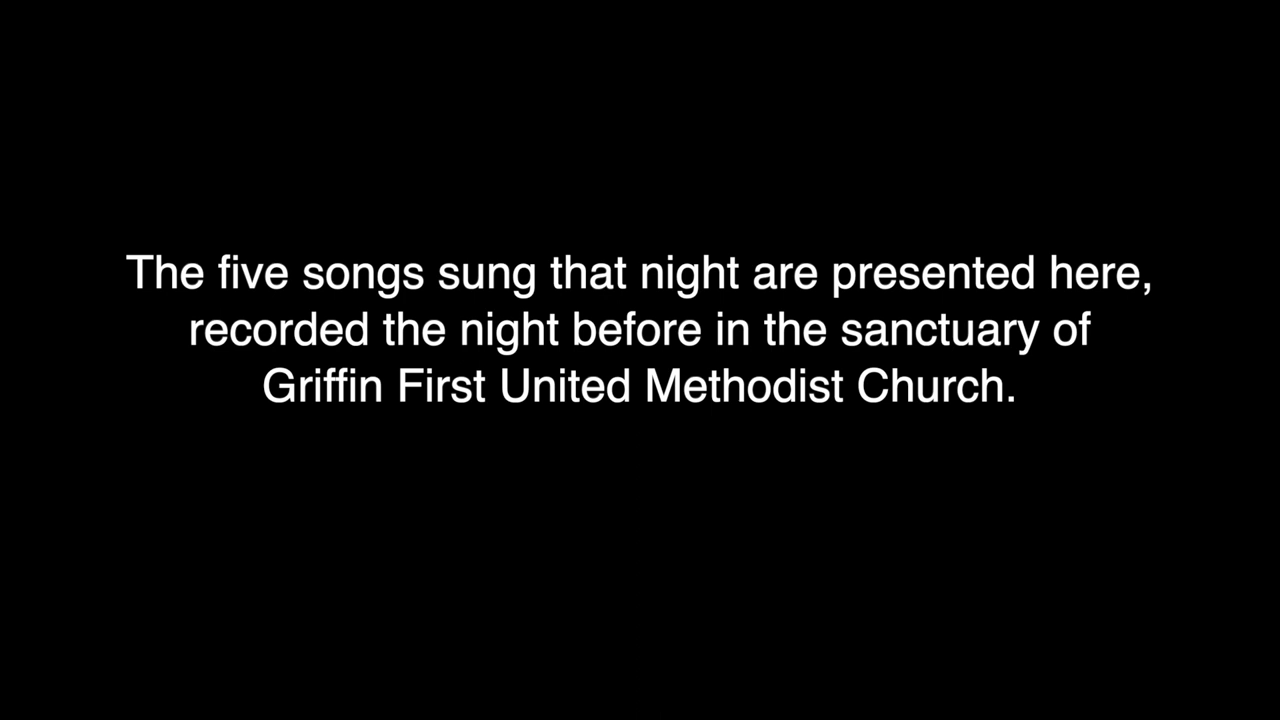 The five songs sung that night are presented here,
recorded the night before in the sanctuary of
Griffin First United Methodist Church.